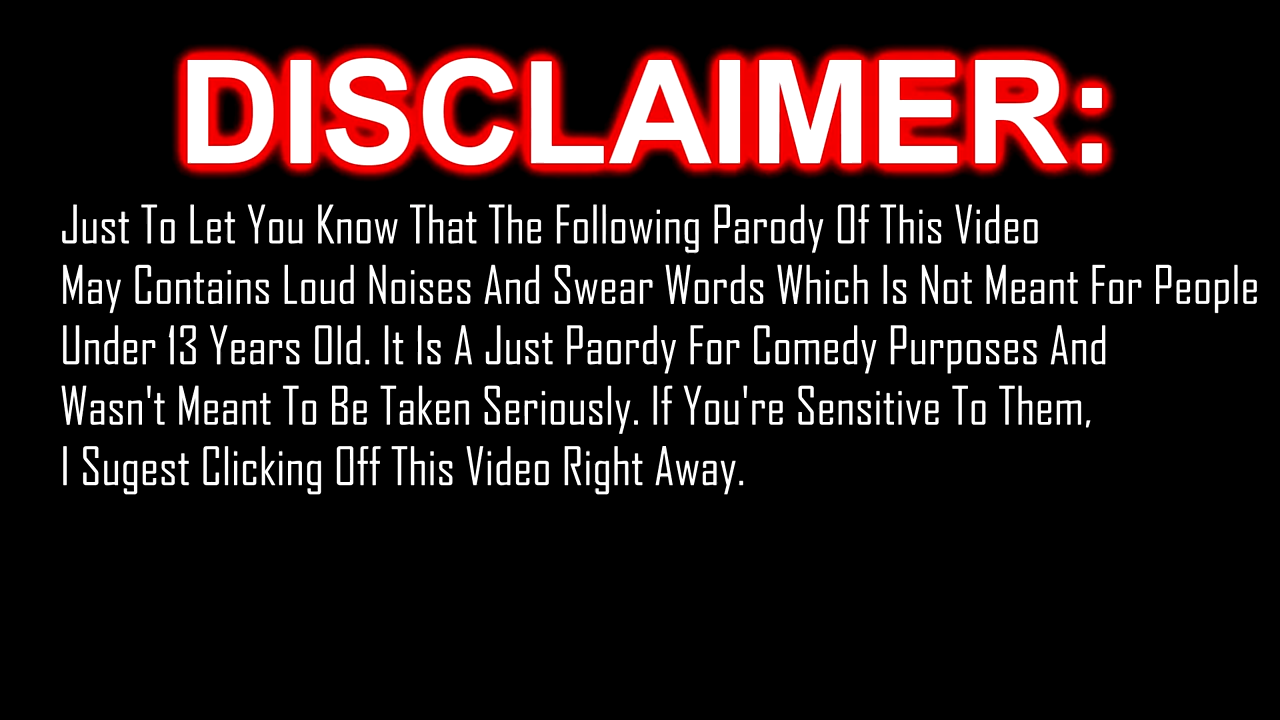 DISCLAIMER:
Just To Let You Know That The Following Parody Of This Video
May Contains Loud Noises And Swear Words Which Is Not Meant For People
Under 13 Years Old. It Is A Just Paordy For Comedy Purposes And
Wasn't Meant To Be Taken Seriously. If You're Sensitive To Them,
I Sugest Clicking Off This Video Right Away.